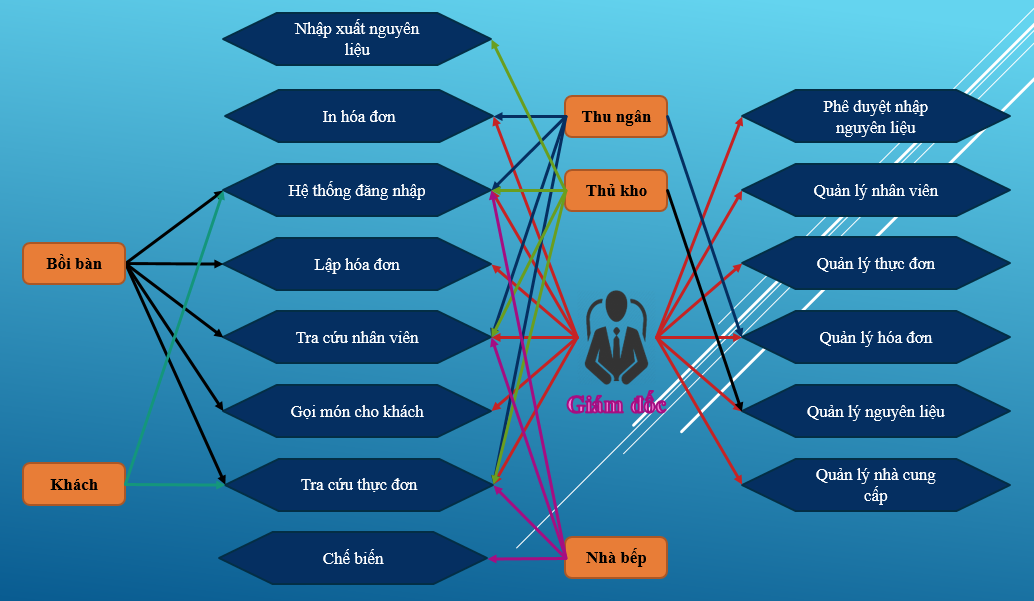 Nhập xuất nguyên
liệu
In hóa đơn
Hệ thống đăng nhập
Lập hóa đơn
Tra cứu nhân viên
Gọi món cho khách
Tra cứu thực đơn
Chế biến
Bồi bàn
Khách
Thu ngân
Thủ kho
Giám đốc
Nhà bếp
Phê duyệt nhập
nguyên liệu
Quản lý nhân viên
Quản lý thực đơn
Quản lý hóa đơn
Quản lý nguyên liệu
Quản lý nhà cung
cấp